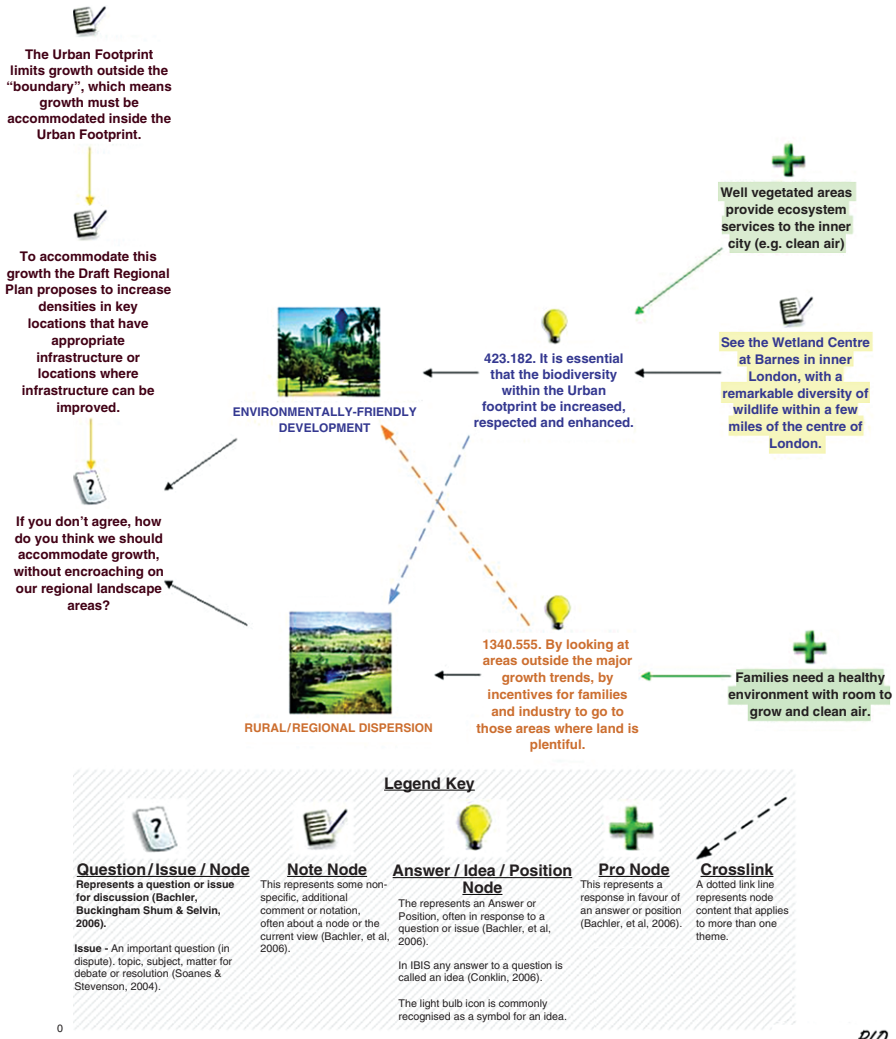 The Urban Footprint
limits growth outside the
“boundary”, which means
growth must be
accommodated inside the
Urban Footprint.
To accommodate this
growth the Draft Regional
Plan proposes to increase
densities in key
locations that have
appropriate
infrastructure or
locations where
infrastructure can be
improved.
If you don’t agree, how
do you think we should
accommodate growth,
without encroaching on
our regional landscape
areas?
ENVIRONMENTALLY-FRIENDLY
DEVELOPMENT
RURAL/REGIONAL DISPERSION
423.182. It is essential
that the biodiversity
within the Urban
footprint be increased,
respected and enhanced.
1340.555. By looking at
areas outside the major
growth trends, by
incentives for families
and industry to go to
those areas where land is
plentiful.
Well vegetated areas
provide ecosystem
services to the inner
city (e.g. clean air)
See the Wetland Centre
at Barnes in inner
London, with a
remarkable diversity of
wildlife within a few
miles of the centre of
London.
Families need a healthy
environment with room to
grow and clean air.
Legend Key
Question/Issue/Node
Represents a question or issue
for discussion (Bachler,
Buckingham Shum & Selvin,
2006).
Issue - An important question (in
dispute). topic, subject, matter for
debate or resolution (Soanes &
Stevenson, 2004).
Note Node
This represents some non-
specific, additional
comment or notation,
often about a node or the
current view (Bachler, et al,
2006).
Answer / Idea / Position
Node
The represents an Answer or
Position, often in response to a
question or issue (Bachler, et al,
2006).
In IBIS any answer to a question is
called an idea (Conklin, 2006).
The light bulb icon is commonly
recognised as a symbol for an idea.
Pro Node
This represents a
response in favour of
an answer or position
(Bachler, et al, 2006).
Crosslink
A dotted link line
represents node
content that applies
to more than one
theme.
0